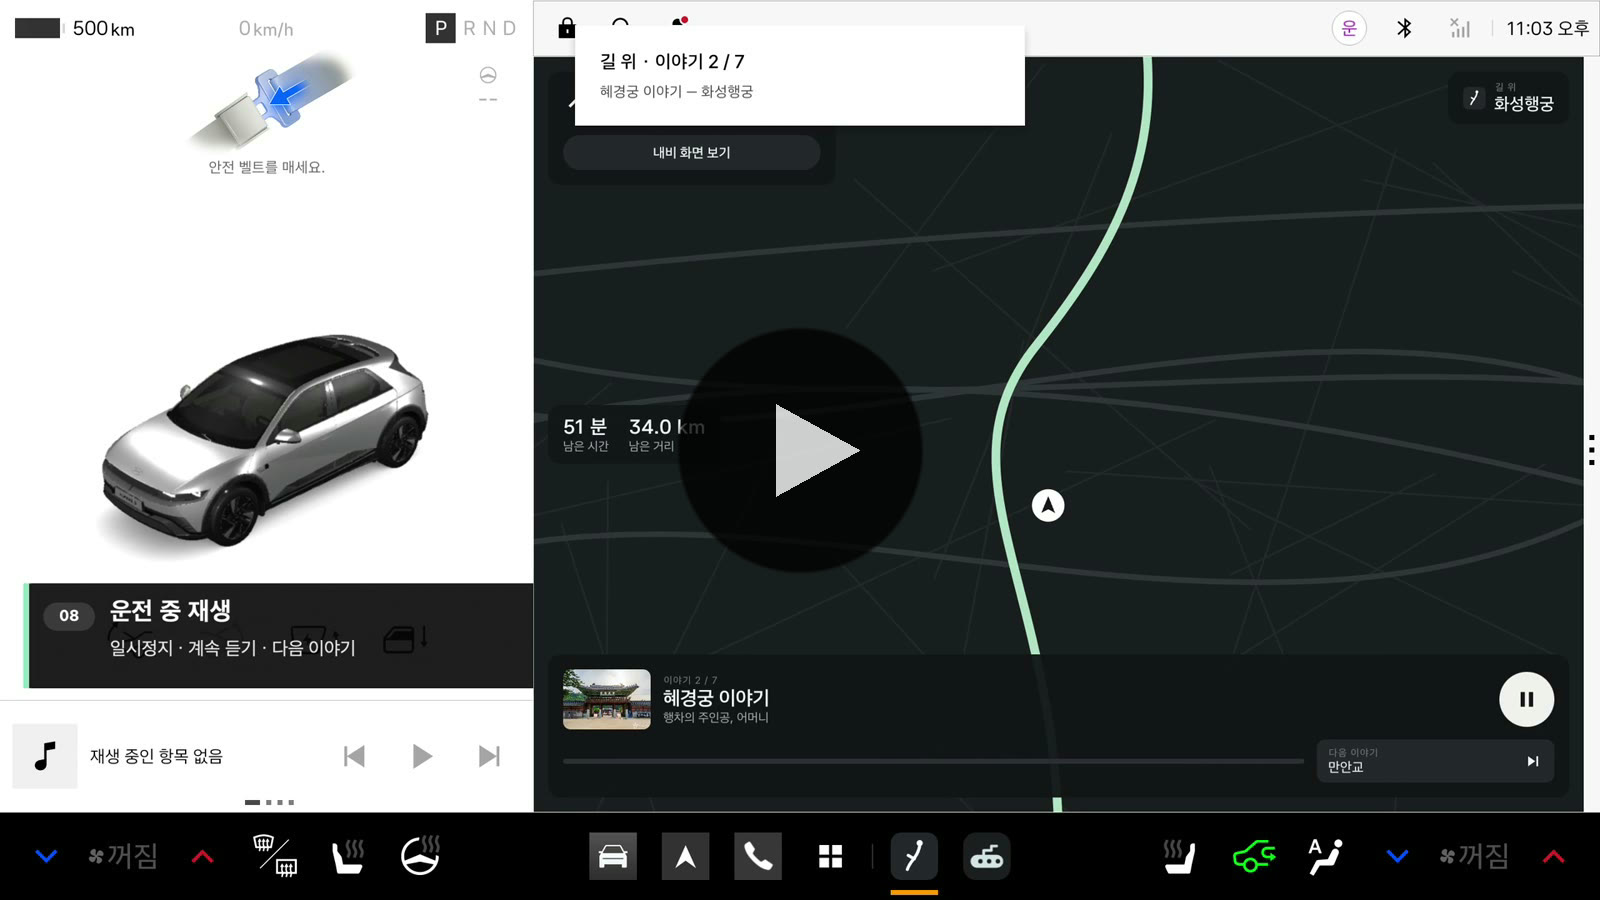 500 km
0 km/h
P R N D
안전 벨트를 매세요.
08
운전 중 재생
일시정지 · 계속 듣기 · 다음 이야기
재생 중인 항목 없음
운
11:03 오후
길 위 · 이야기 2 / 7
혜경궁 이야기 — 화성행궁
내비 화면 보기
길 위
화성행궁
51 분
남은 시간
34.0 km
남은 거리
이야기 2 / 7
혜경궁 이야기
행차의 주인공, 어머니
다음 이야기
만안교
꺼짐
A
꺼짐